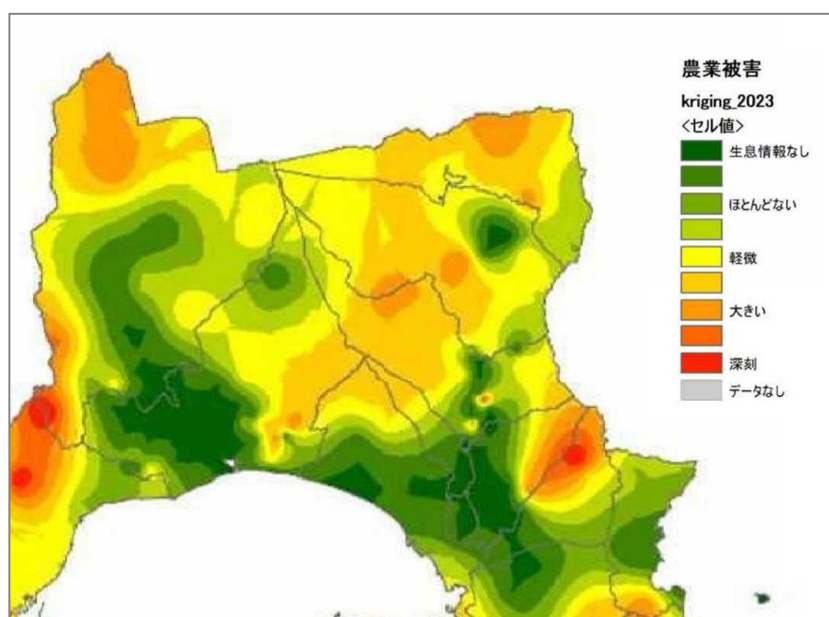 農業被害
kriging_2023
<セル値>
生息情報なし
ほとんどない
軽微
大きい
深刻
データなし